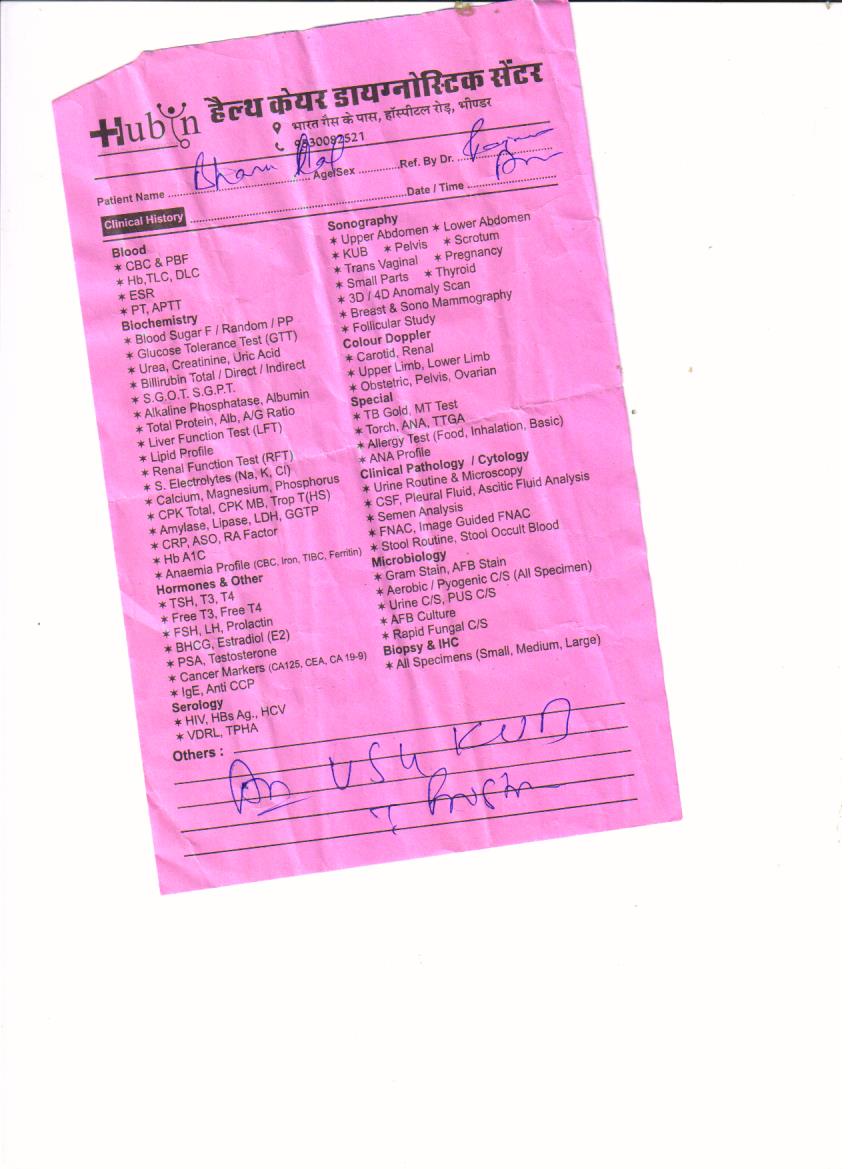 Hubin हैल्थ केयर डायग्नोस्टिक सेंटर
भारत गैस के पास, हॉस्पीटल रोड़, भीण्डर
9530092521
Patient Name Age/Sex Ref. By Dr.
Clinical History Date / Time
Blood
✶ CBC & PBF
✶ Hb,TLC, DLC
✶ ESR
✶ PT, APTT
Biochemistry
✶ Blood Sugar F / Random / PP
✶ Glucose Tolerance Test (GTT)
✶ Urea, Creatinine, Uric Acid
✶ Billirubin Total / Direct / Indirect
✶ S.G.O.T. S.G.P.T.
✶ Alkaline Phosphatase, Albumin
✶ Total Protein, Alb, A/G Ratio
✶ Liver Function Test (LFT)
✶ Lipid Profile
✶ Renal Function Test (RFT)
✶ S. Electrolytes (Na, K, Cl)
✶ Calcium, Magnesium, Phosphorus
✶ CPK Total, CPK MB, Trop T(HS)
✶ Amylase, Lipase, LDH, GGTP
✶ CRP, ASO, RA Factor
✶ Hb A1C
✶ Anaemia Profile (CBC, Iron, TIBC, Ferritin)
Hormones & Other
✶ TSH, T3, T4
✶ Free T3, Free T4
✶ FSH, LH, Prolactin
✶ BHCG, Estradiol (E2)
✶ PSA, Testosterone
✶ Cancer Markers (CA125, CEA, CA 19-9)
✶ IgE, Anti CCP
Serology
✶ HIV, HBs Ag., HCV
✶ VDRL, TPHA
Sonography
✶ Upper Abdomen ✶ Lower Abdomen
✶ KUB ✶ Pelvis ✶ Scrotum
✶ Trans Vaginal ✶ Pregnancy
✶ Small Parts ✶ Thyroid
✶ 3D / 4D Anomaly Scan
✶ Breast & Sono Mammography
✶ Follicular Study
Colour Doppler
✶ Carotid, Renal
✶ Upper Limb, Lower Limb
✶ Obstetric, Pelvis, Ovarian
Special
✶ TB Gold, MT Test
✶ Torch, ANA, TTGA
✶ Allergy Test (Food, Inhalation, Basic)
✶ ANA Profile
Clinical Pathology / Cytology
✶ Urine Routine & Microscopy
✶ CSF, Pleural Fluid, Ascitic Fluid Analysis
✶ Semen Analysis
✶ FNAC, Image Guided FNAC
✶ Stool Routine, Stool Occult Blood
Microbiology
✶ Gram Stain, AFB Stain
✶ Aerobic / Pyogenic C/S (All Specimen)
✶ Urine C/S, PUS C/S
✶ AFB Culture
✶ Rapid Fungal C/S
Biopsy & IHC
✶ All Specimens (Small, Medium, Large)
Others :
KUB